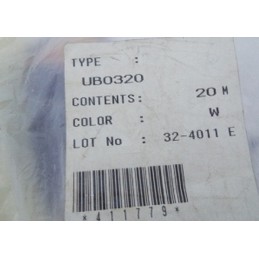 TYPE :
UB0320
CONTENTS: 20 M
COLOR : W
LOT No : 32-4011 E
*411779*